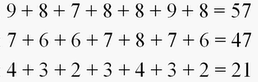 9 + 8 + 7 + 8 + 8 + 9 + 8 = 57
7 + 6 + 6 + 7 + 8 + 7 + 6 = 47
4 + 3 + 2 + 3 + 4 + 3 + 2 = 21